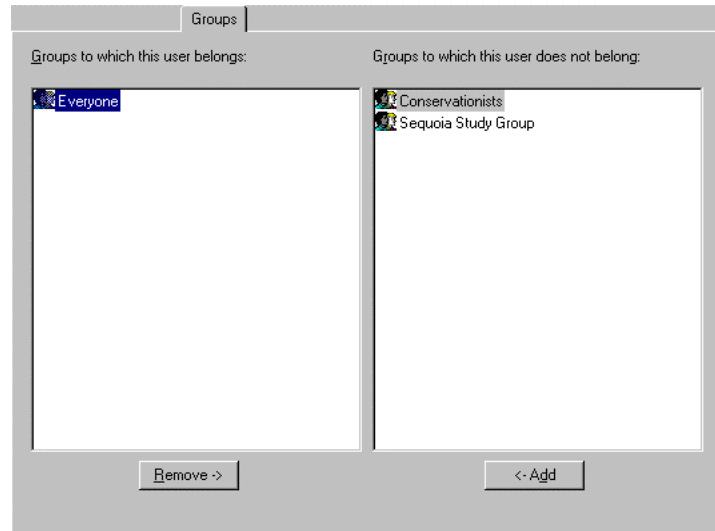 Groups
Groups to which this user belongs:
Groups to which this user does not belong:
Everyone
Conservationists
Sequoia Study Group
Remove ->
<- Add